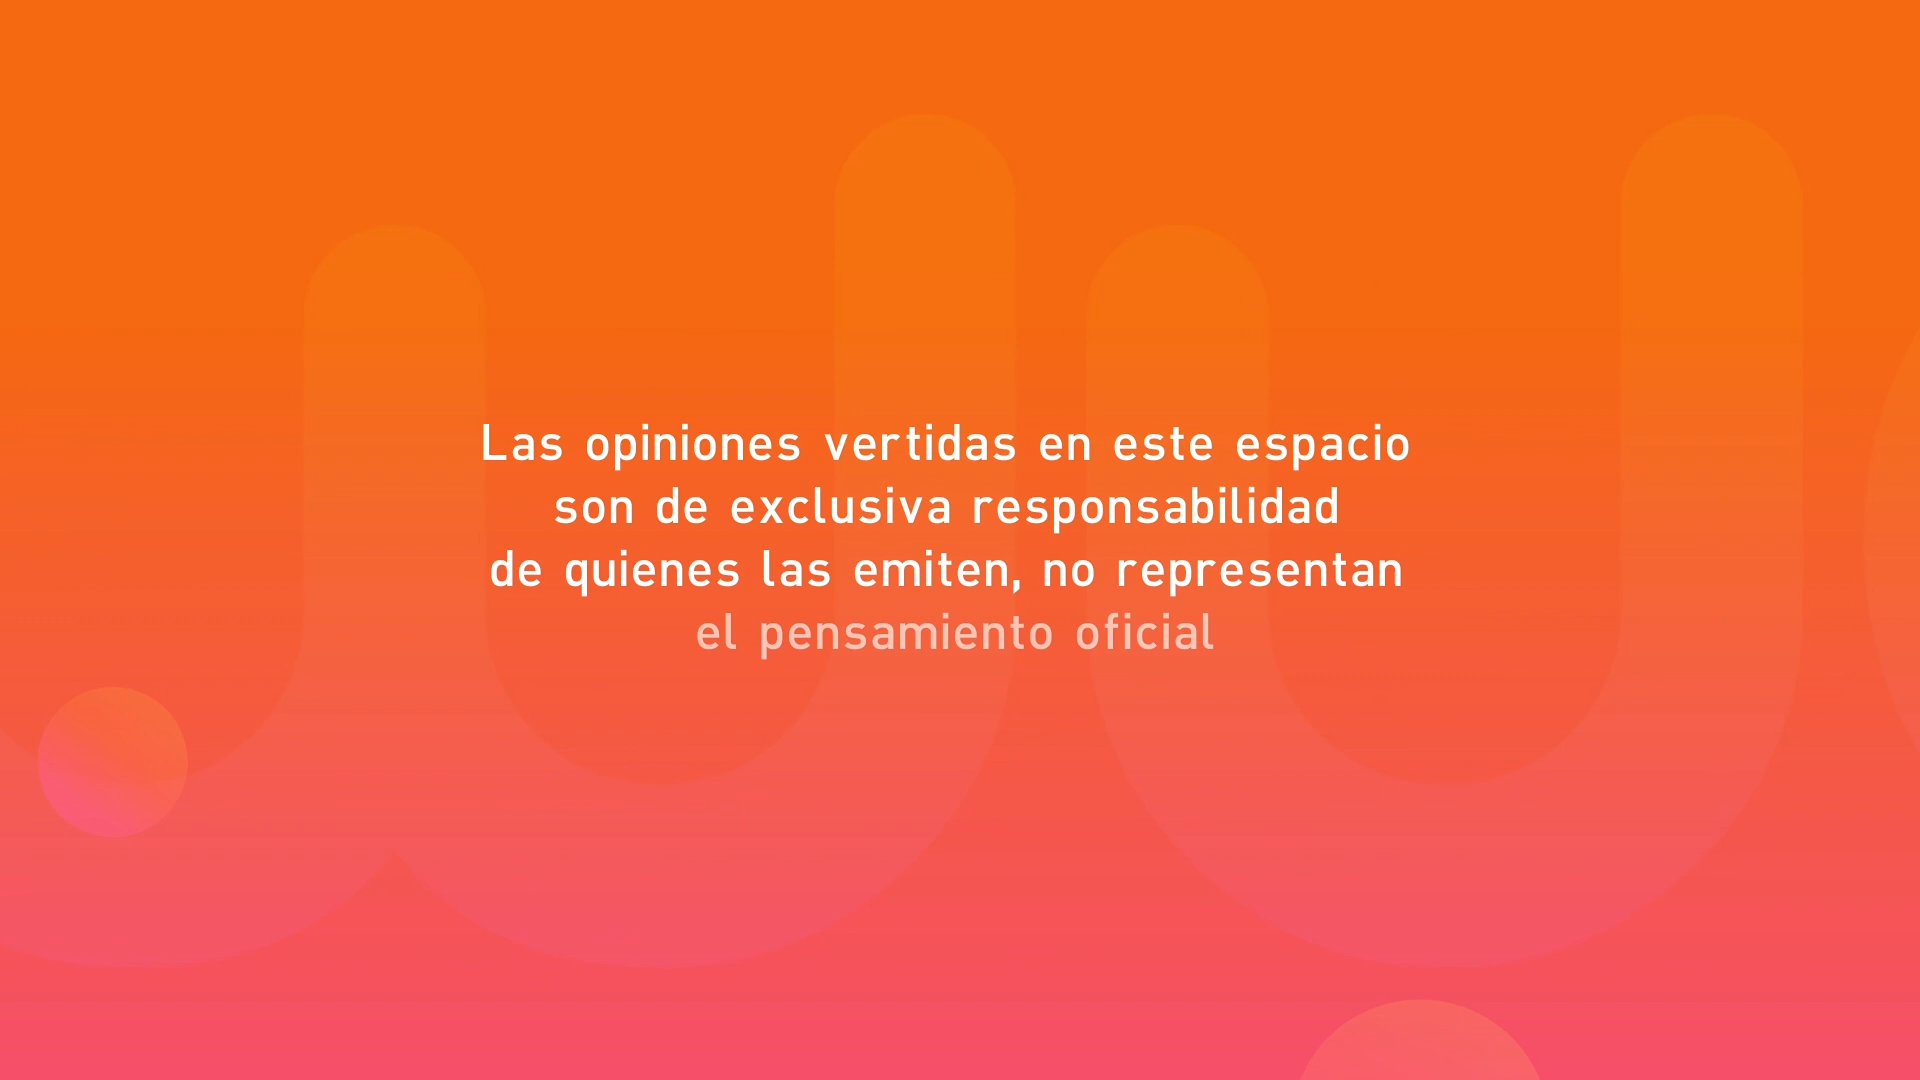 Las opiniones vertidas en este espacio
son de exclusiva responsabilidad
de quienes las emiten, no representan
el pensamiento oficial